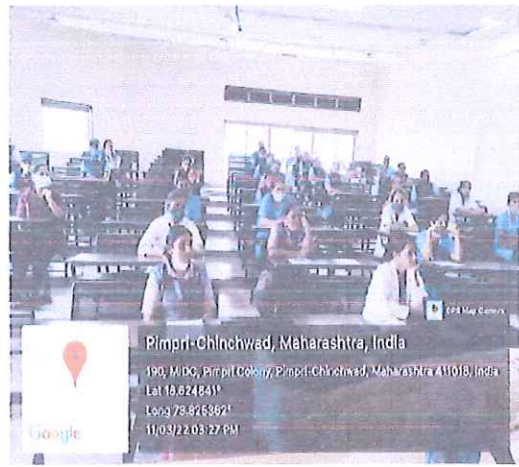 GPS Map Camera
Pimpri-Chinchwad, Maharashtra, India
190, MIDC, Pimpri Colony, Pimpri-Chinchwad, Maharashtra 411018, India
Lat 18.624641°
Long 73.825362°
11/03/22 03:27 PM
Google